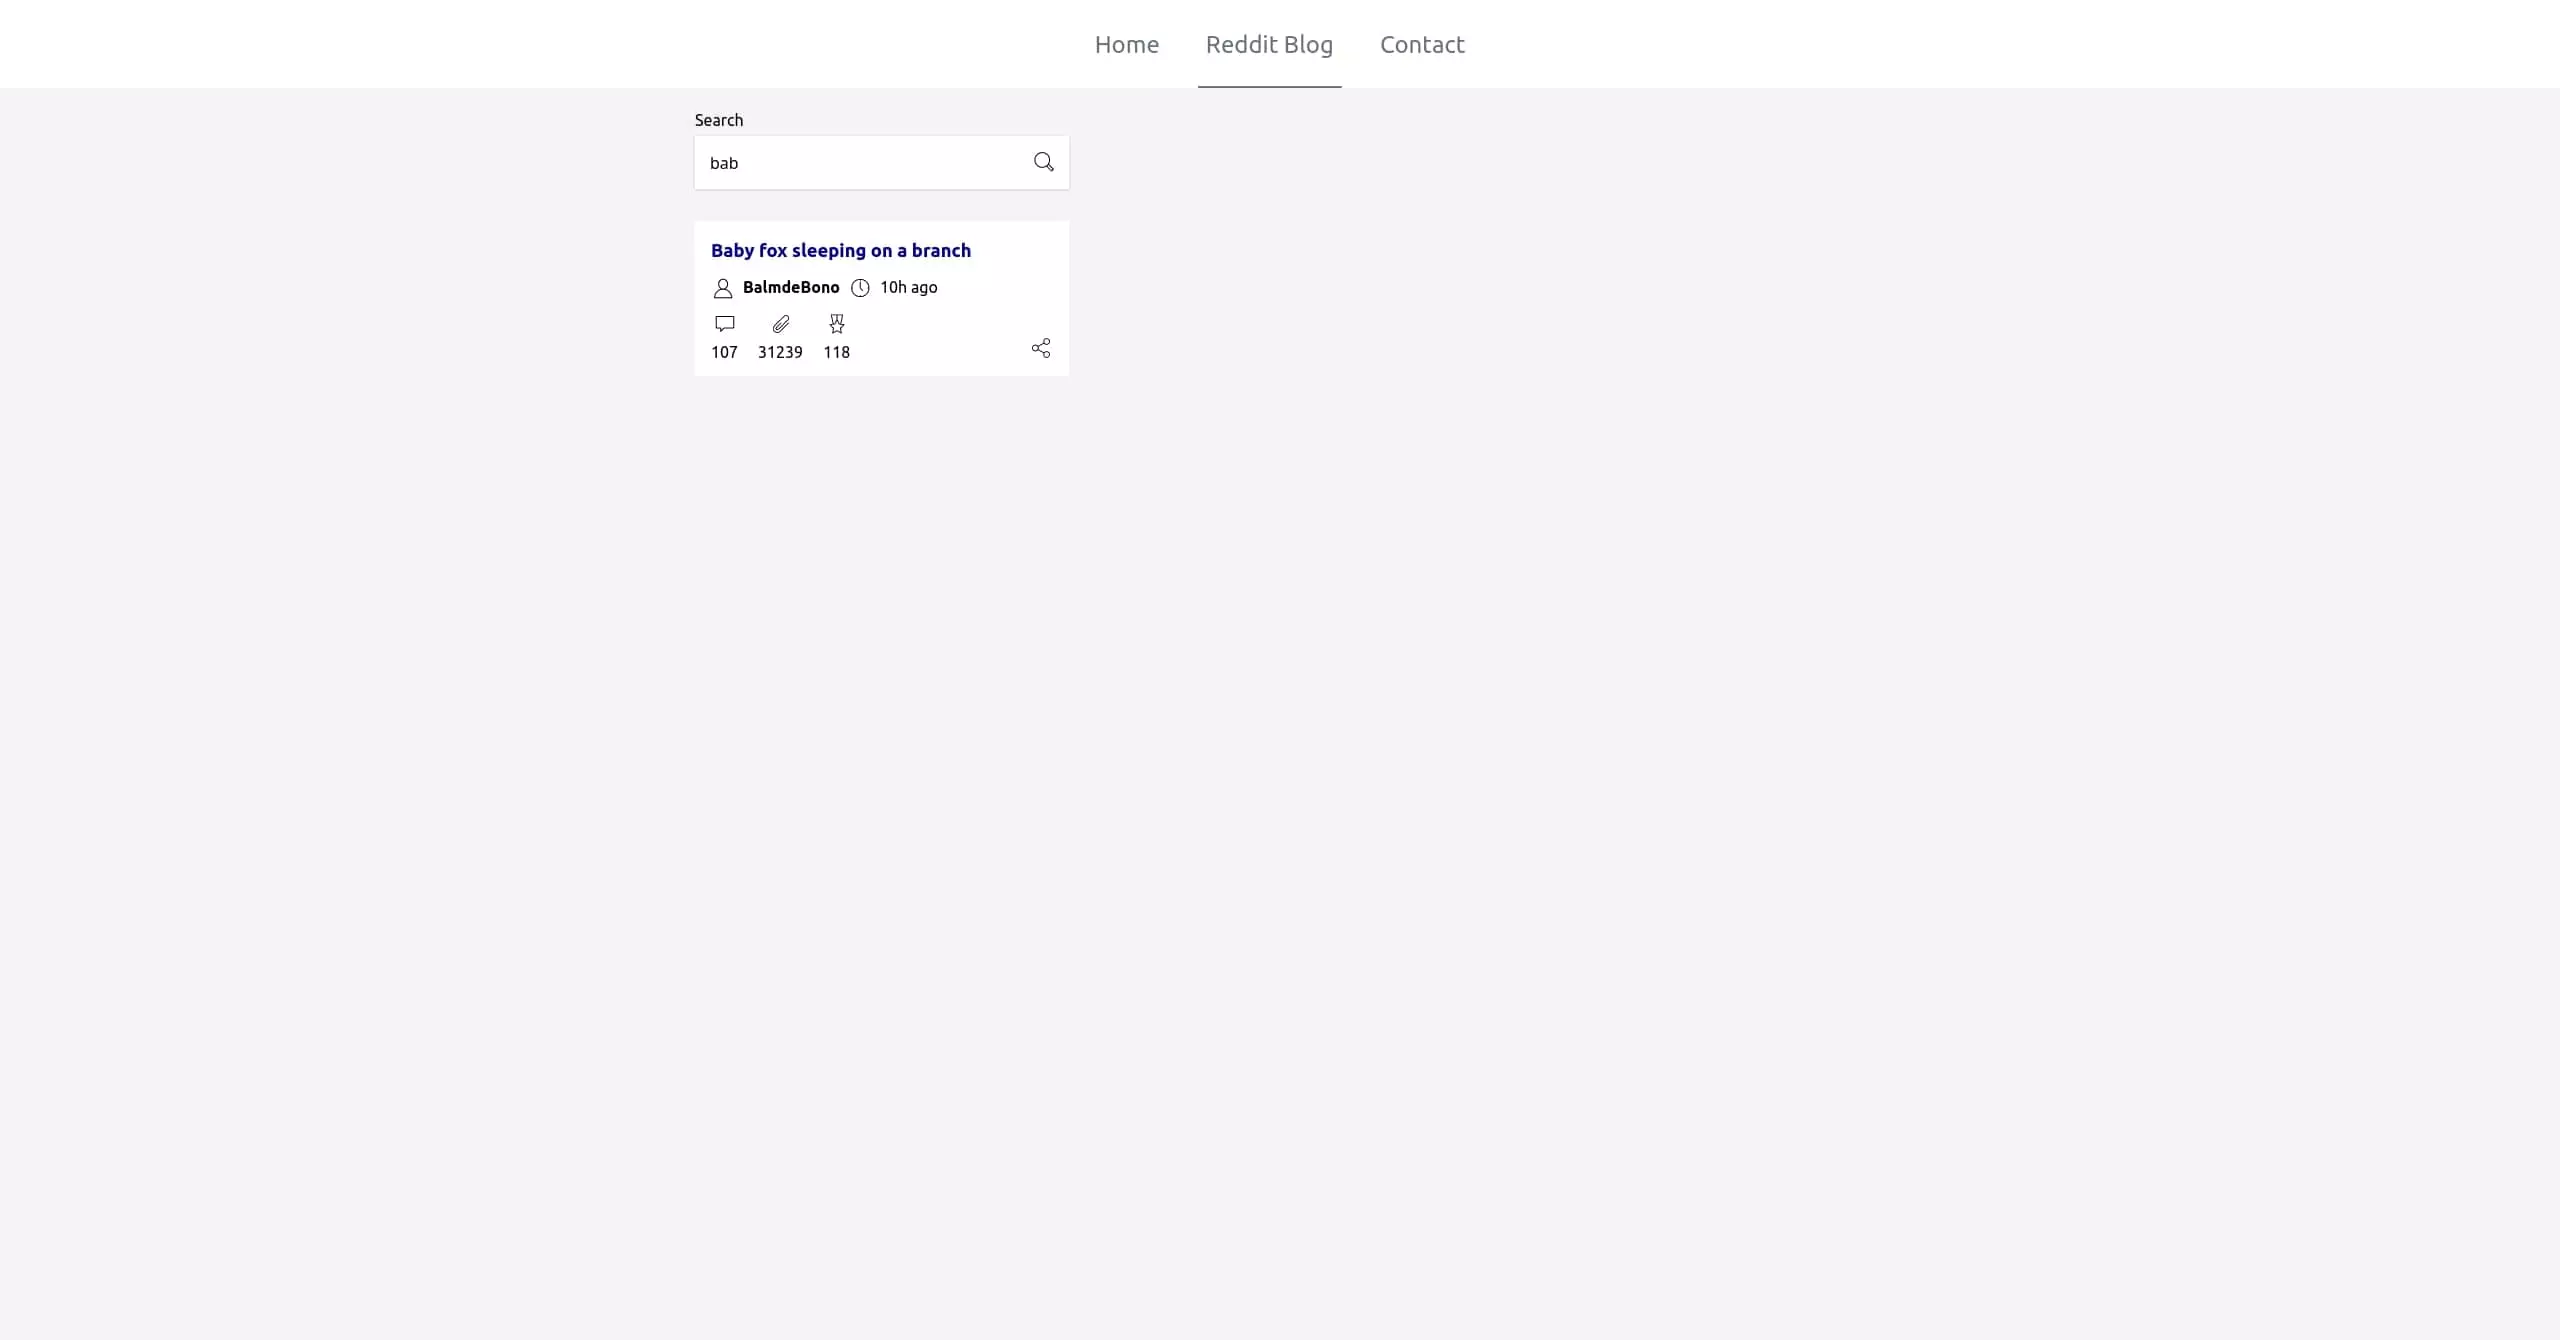 Home Reddit Blog Contact
Search
bab
Baby fox sleeping on a branch
BalmdeBono 10h ago
107 31239 118